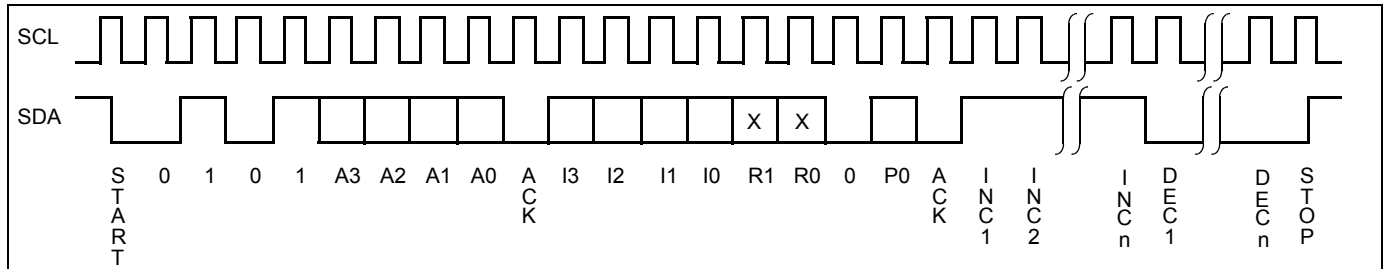 SCL
SDA
X X
START 0 1 0 1 A3 A2 A1 A0 ACK I3 I2 I1 I0 R1 R0 0 P0 ACK INC1 INC2 INCn DEC1 DECn STOP